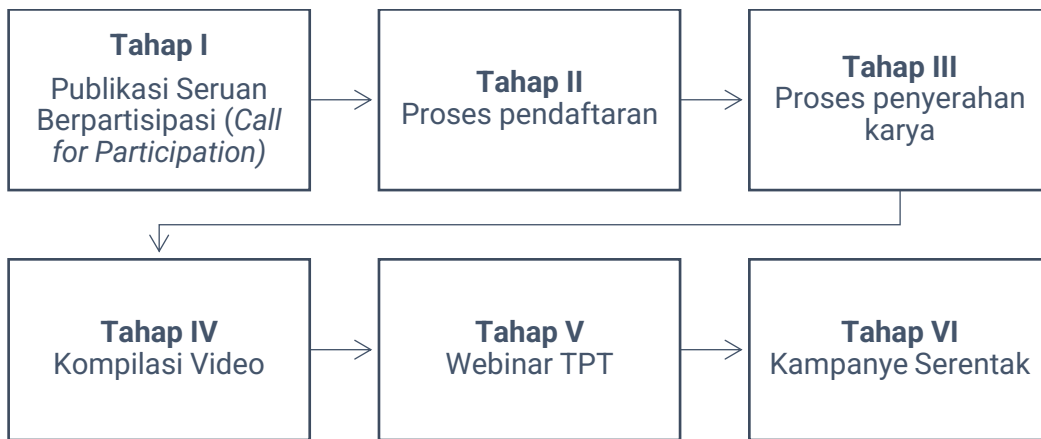 Tahap I
Publikasi Seruan
Berpartisipasi (Call
for Participation)
Tahap II
Proses pendaftaran
Tahap III
Proses penyerahan
karya
Tahap IV
Kompilasi Video
Tahap V
Webinar TPT
Tahap VI
Kampanye Serentak